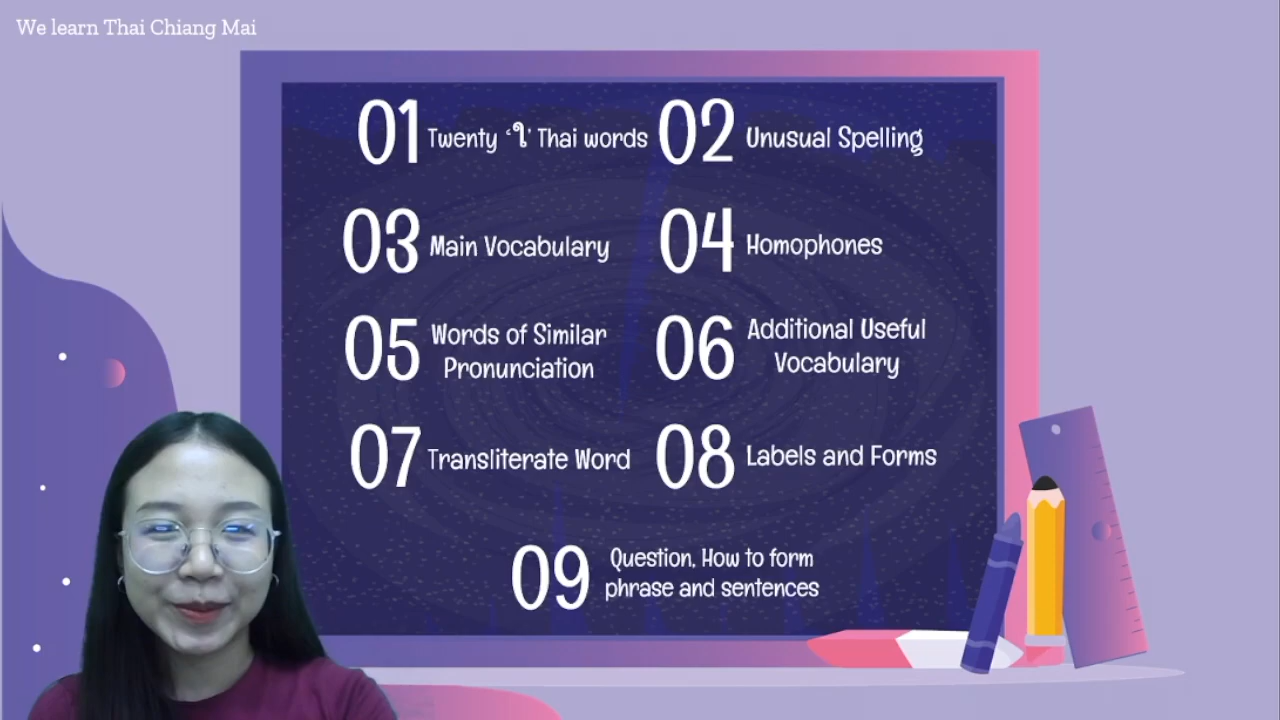 We learn Thai Chiang Mai
01 Twenty ‘ใ’ Thai words
02 Unusual Spelling
03 Main Vocabulary
04 Homophones
05 Words of Similar
Pronunciation
06 Additional Useful
Vocabulary
07 Transliterate Word
08 Labels and Forms
09 Question, How to form
phrase and sentences